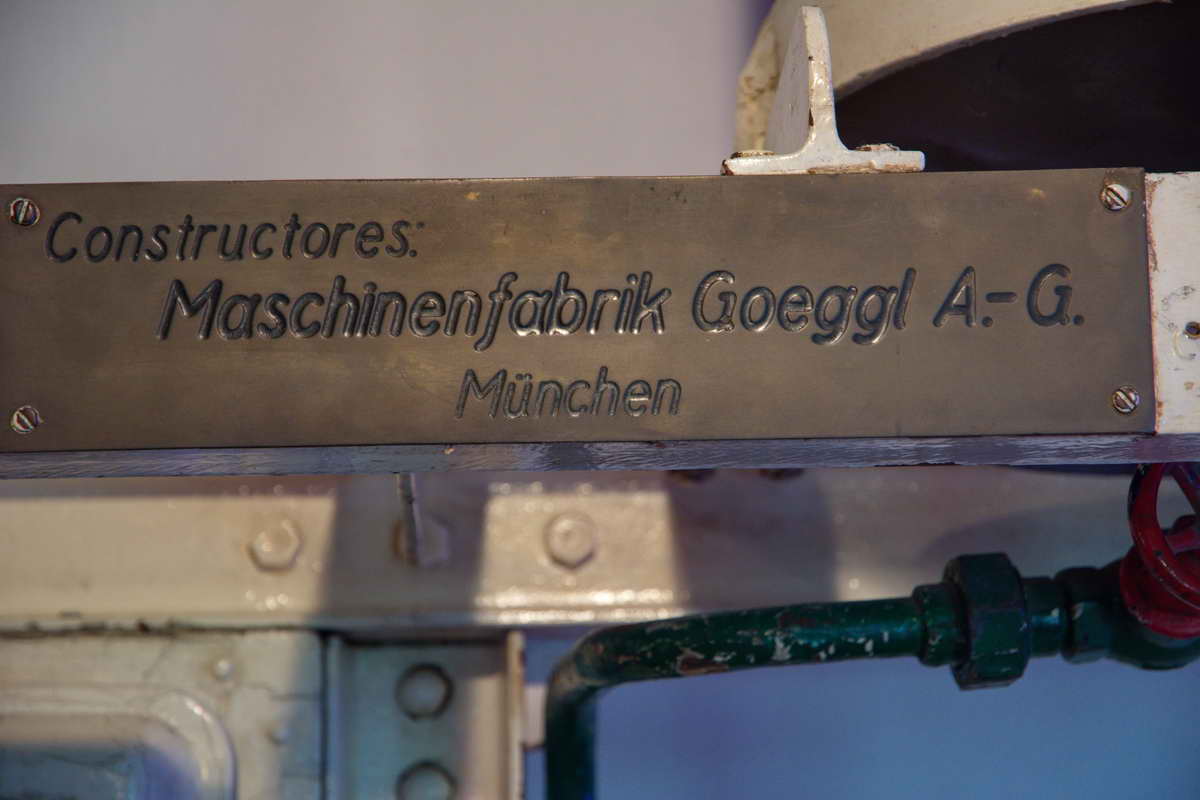 Constructores:
Maschinenfabrik Goeggl A.-G.
München